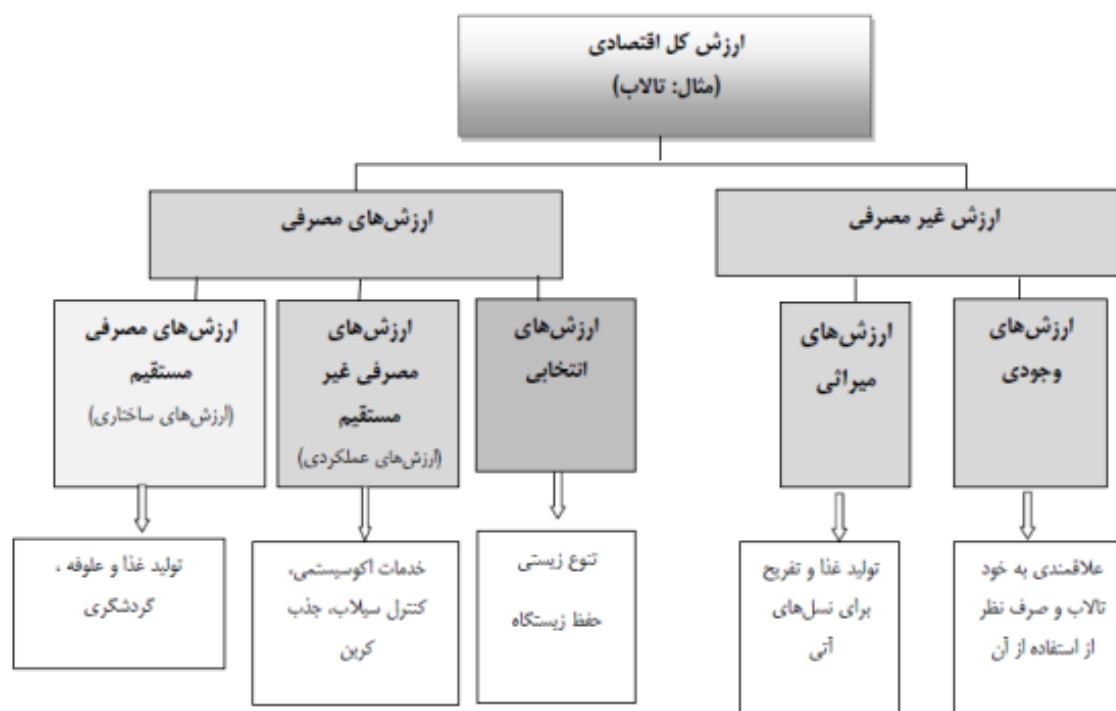 ارزش کل اقتصادی
(مثال: تالاب)
ارزش غیر مصرفی
ارزش‌های مصرفی
ارزش‌های
وجودی
ارزش‌های
میراثی
ارزش‌های
انتخابی
ارزش‌های
مصرفی غیر
مستقیم
(ارزش‌های عملکردی)
ارزش‌های مصرفی
مستقیم
(ارزش‌های ساختاری)
علاقمندی به خود
تالاب و صرف نظر
از استفاده از آن
تولید غذا و تفریح
برای نسل‌های
آتی
تنوع زیستی
حفظ زیستگاه
خدمات اکوسیستمی،
کنترل سیلاب، جذب
کربن
تولید غذا و علوفه ،
گردشگری